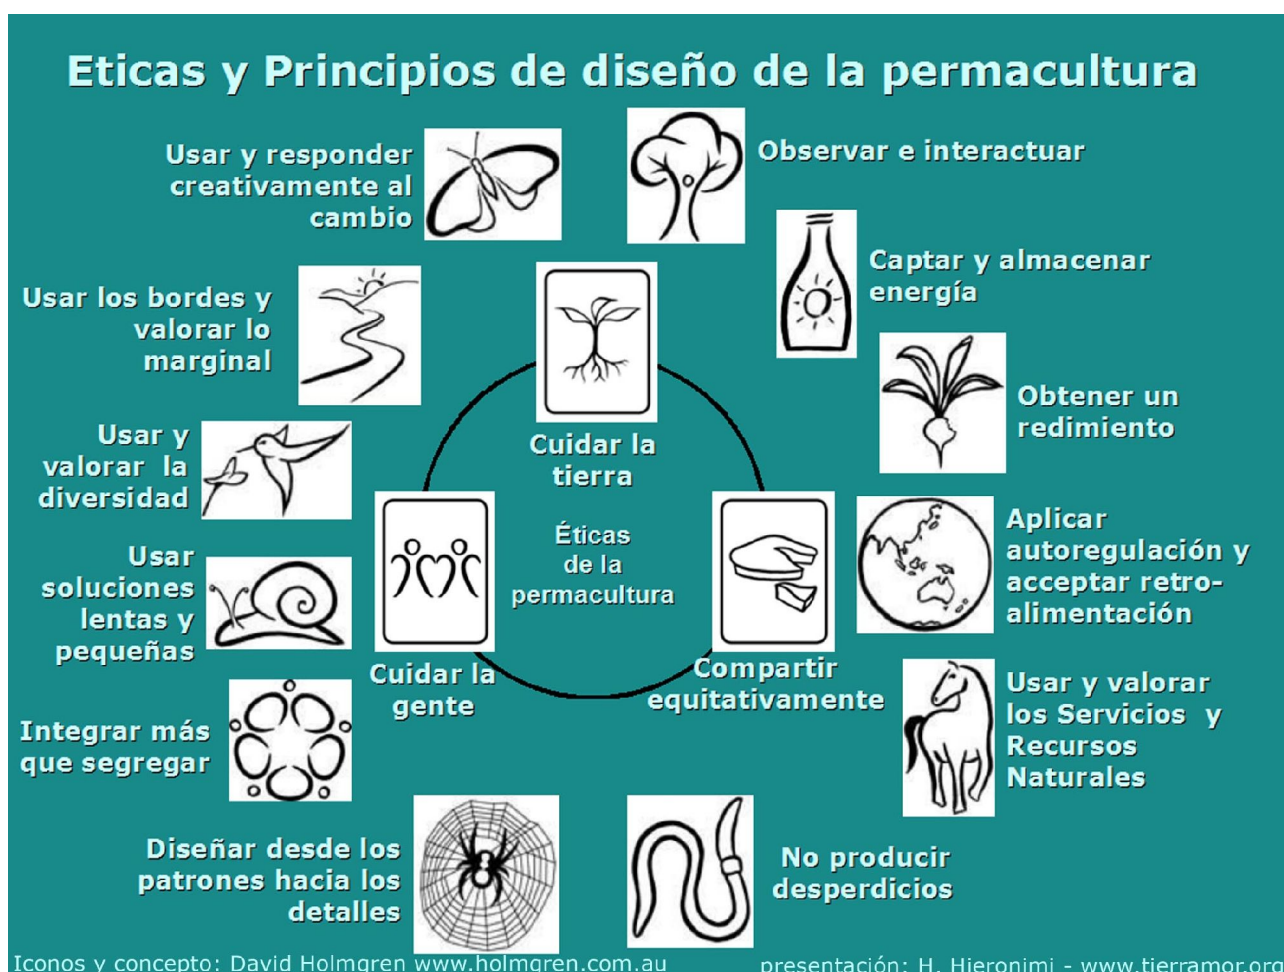 Eticas y Principios de diseño de la permacultura
Observar e interactuar
Captar y almacenar
energía
Obtener un
redimiento
Aplicar
autoregulación y
acceptar retro-
alimentación
Usar y valorar
los Servicios y
Recursos
Naturales
No producir
desperdicios
Diseñar desde los
patrones hacia los
detalles
Integrar más
que segregar
Usar
soluciones
lentas y
pequeñas
Usar y
valorar la
diversidad
Usar los bordes y
valorar lo
marginal
Usar y responder
creativamente al
cambio
Cuidar la
tierra
Éticas
de la
permacultura
Cuidar la
gente
Compartir
equitativamente
Iconos y concepto: David Holmgren www.holmgren.com.au
presentación: H. Hieronimi - www.tierramor.org